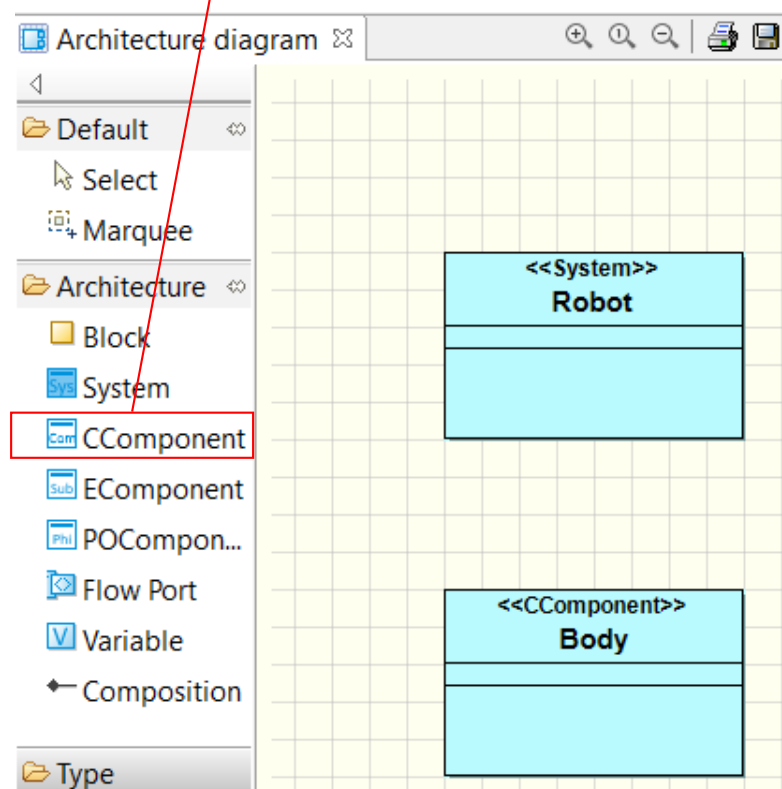 Architecture diagram
Default
Select
Marquee
Architecture
Block
Sys System
Com CComponent
Sub EComponent
Phi POCompon...
Flow Port
V Variable
Composition
Type
<<System>>
Robot
<<CComponent>>
Body